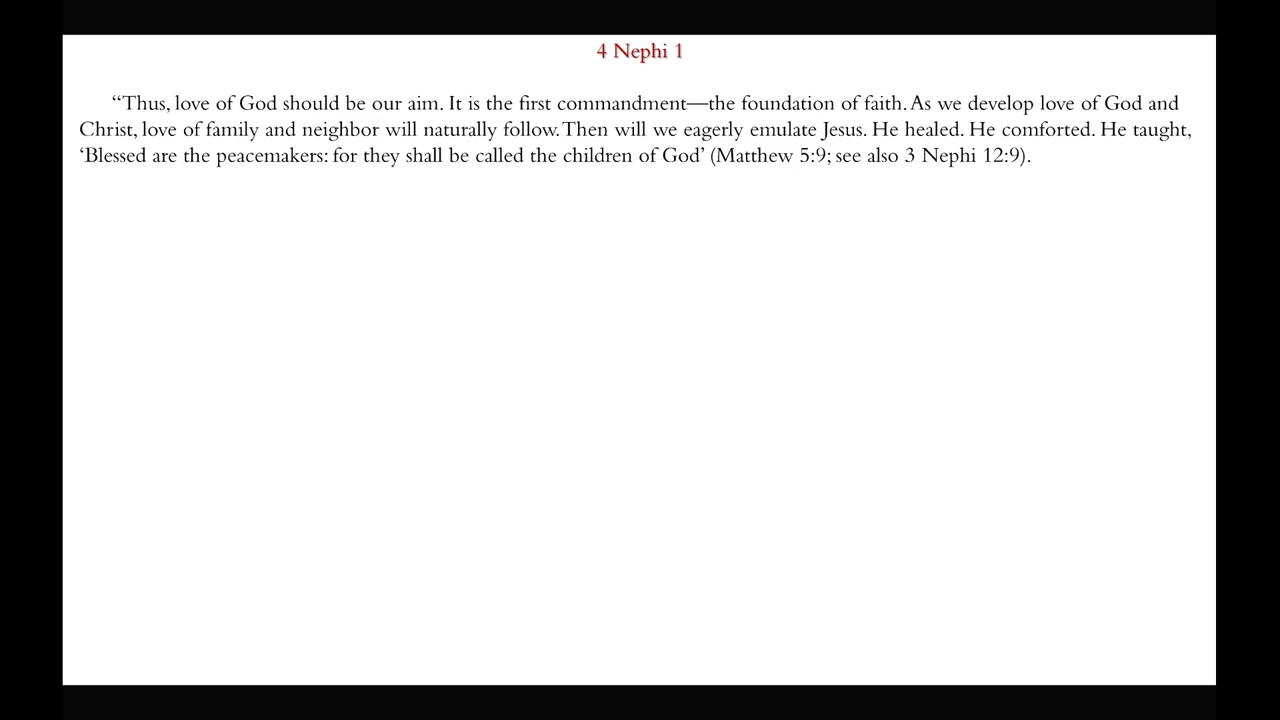 4 Nephi 1
“Thus, love of God should be our aim. It is the first commandment—the foundation of faith. As we develop love of God and
Christ, love of family and neighbor will naturally follow. Then will we eagerly emulate Jesus. He healed. He comforted. He taught,
‘Blessed are the peacemakers: for they shall be called the children of God’ (Matthew 5:9; see also 3 Nephi 12:9).